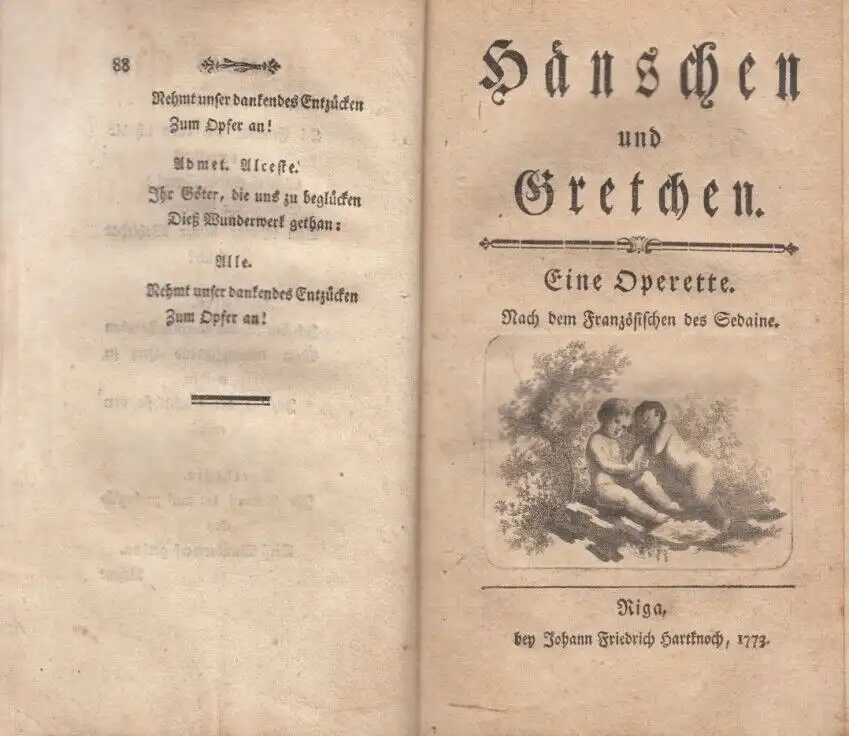 88
Nehmt unser dankendes Entzücken
Zum Opfer an!
Admet. Alceste.
Ihr Göter, die uns zu beglücken
Dieß Wunderwerk gethan:
Alle.
Nehmt unser dankendes Entzücken
Zum Opfer an!
Hänschen
und
Gretchen.
Eine Operette.
Nach dem Französischen des Sedaine.
Riga,
bey Johann Friedrich Hartknoch, 1773.